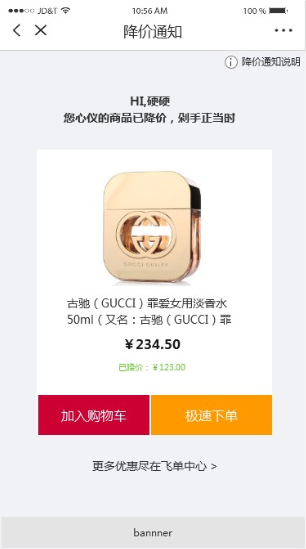 JD&T 10:56 AM 100 %
降价通知
降价通知说明
HI,硬硬
您心仪的商品已降价，剁手正当时
GUCCI GUILTY
古驰（GUCCI）罪爱女用淡香水
50ml（又名：古驰（GUCCI）罪
￥234.50
已降价：￥123.00
加入购物车 极速下单
更多优惠尽在飞单中心 >
bannner